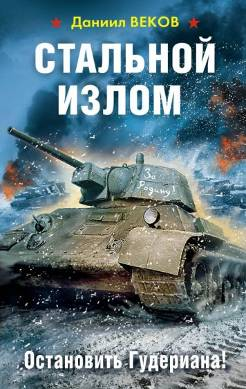 Даниил ВЕКОВ
СТАЛЬНОЙ
ИЗЛОМ
За
Родину!
Остановить Гудериана!